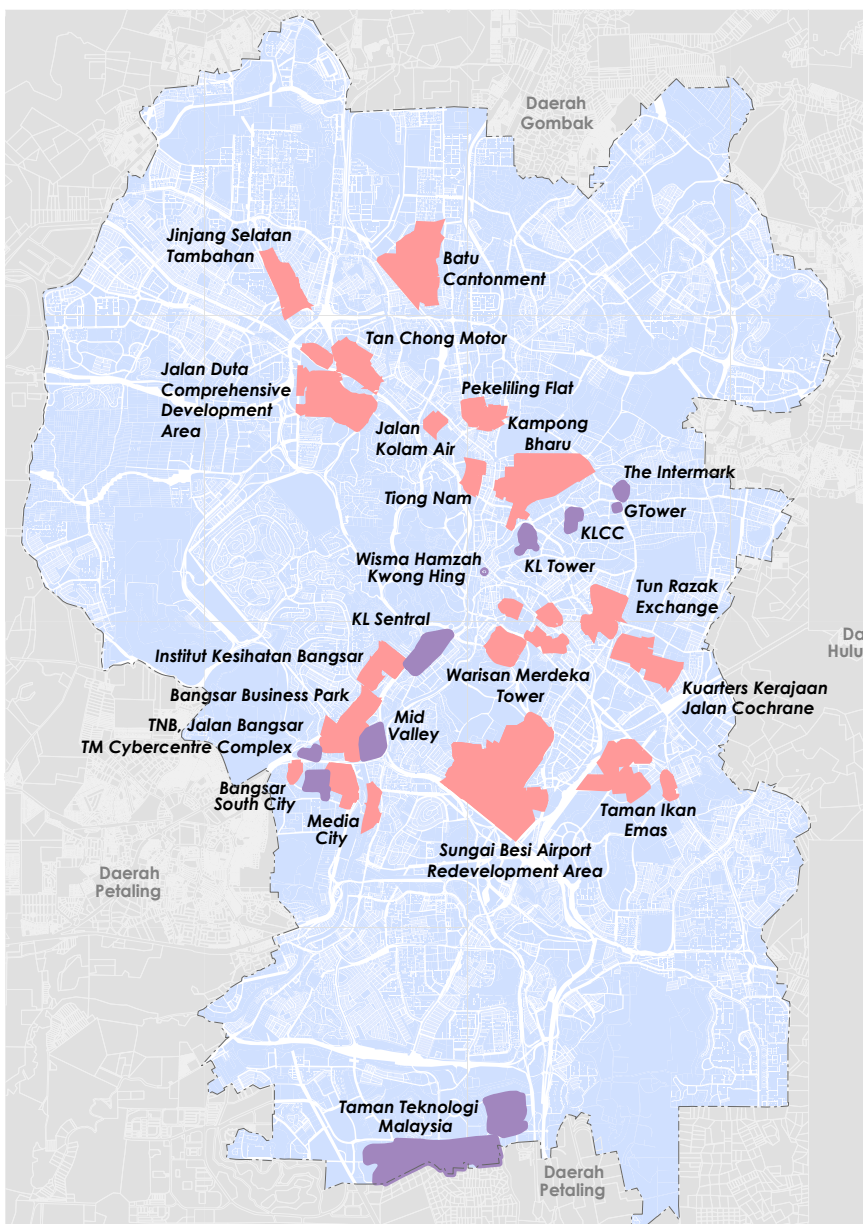 Daerah
Gombak
Jinjang Selatan
Tambahan
Batu
Cantonment
Tan Chong Motor
Jalan Duta
Comprehensive
Development
Area
Pekeliling Flat
Jalan
Kolam Air
Kampong
Bharu
Tiong Nam
The Intermark
GTower
KLCC
KL Tower
Wisma Hamzah
Kwong Hing
Tun Razak
Exchange
KL Sentral
Da
Hulu
Institut Kesihatan Bangsar
Warisan Merdeka
Tower
Kuarters Kerajaan
Jalan Cochrane
Bangsar Business Park
TNB, Jalan Bangsar
TM Cybercentre Complex
Mid
Valley
Bangsar
South City
Media
City
Taman Ikan
Emas
Sungai Besi Airport
Redevelopment Area
Daerah
Petaling
Taman Teknologi
Malaysia
Daerah
Petaling